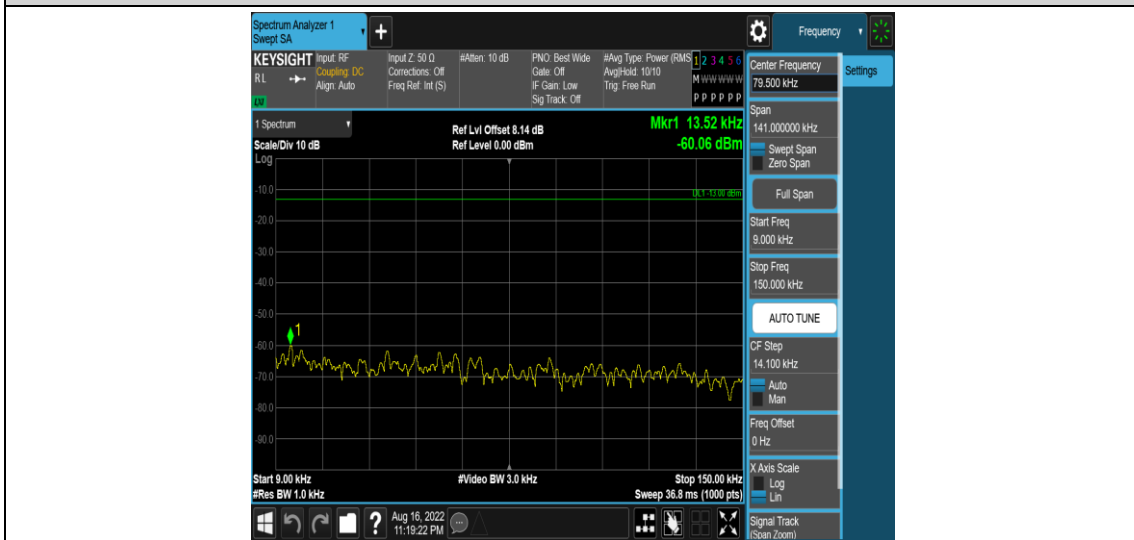 Spectrum Analyzer 1
Swept SA
+
Frequency
KEYSIGHT
RL
LXI
Input: RF
Coupling: DC
Align: Auto
Input Z: 50 Ω
Corrections: Off
Freq Ref: Int (S)
#Atten: 10 dB
PNO: Best Wide
Gate: Off
IF Gain: Low
Sig Track: Off
#Avg Type: Power (RMS
Avg|Hold: 10/10
Trig: Free Run
1 2 3 4 5 6
M W W W W W
P P P P P P
Center Frequency
79.500 kHz
Settings
Span
141.000000 kHz
Swept Span
Zero Span
Full Span
Start Freq
9.000 kHz
Stop Freq
150.000 kHz
AUTO TUNE
CF Step
14.100 kHz
Auto
Man
Freq Offset
0 Hz
X Axis Scale
Log
Lin
Signal Track
(Span Zoom)
1 Spectrum
Scale/Div 10 dB
Log
Ref Lvl Offset 8.14 dB
Ref Level 0.00 dBm
Mkr1 13.52 kHz
-60.06 dBm
DL1 -13.00 dBm
-10.0
-20.0
-30.0
-40.0
-50.0
1
-60.0
-70.0
-80.0
-90.0
Start 9.00 kHz
#Res BW 1.0 kHz
#Video BW 3.0 kHz
Stop 150.00 kHz
Sweep 36.8 ms (1000 pts)
?
Aug 16, 2022
11:19:22 PM